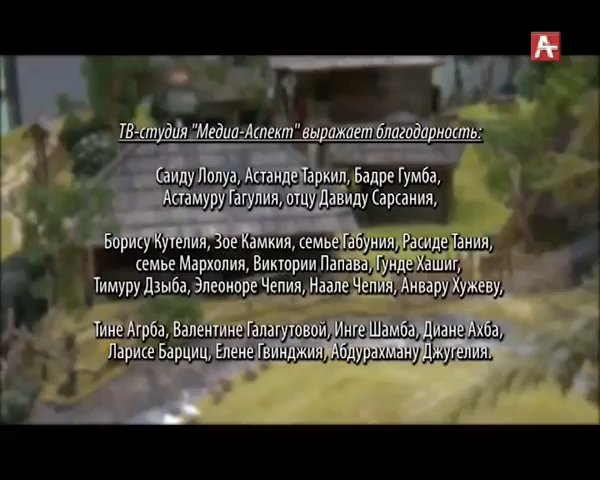 ТВ-студия "Медиа-Аспект" выражает благодарность:
Саиду Лолуа, Астанде Таркил, Бадре Гумба,
Астамуру Гагулия, отцу Давиду Сарсания,
Борису Кутелия, Зое Камкия, семье Габуния, Расиде Тания,
семье Мархолия, Виктории Папава, Гунде Хашиг,
Тимуру Дзыба, Элеоноре Чепия, Наале Чепия, Анвару Хужеву,
Тине Агрба, Валентине Галагутовой, Инге Шамба, Диане Ахба,
Ларисе Барциц, Елене Гвинджия, Абдурахману Джугелия.